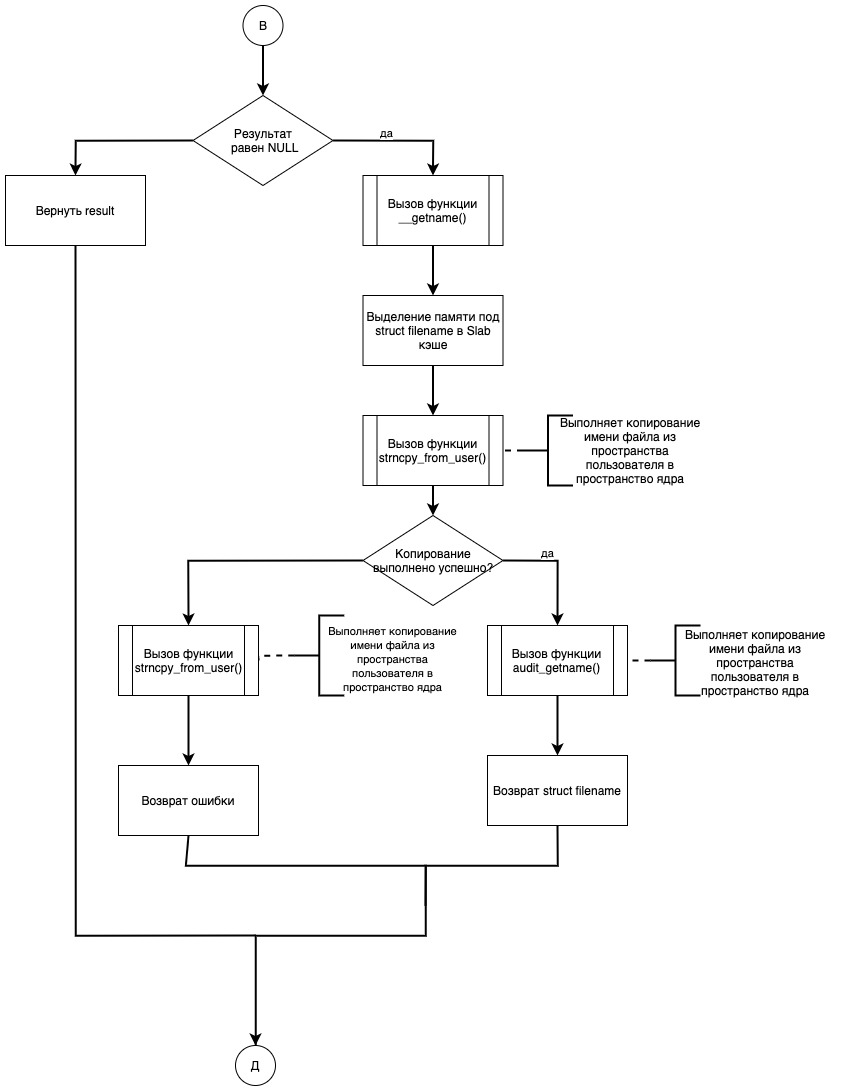 В
Результат
равен NULL
да
Вернуть result
Вызов функции
__getname()
Выделение памяти под
struct filename в Slab
кэше
Вызов функции
strncpy_from_user()
Выполняет копирование
имени файла из
пространства
пользователя в
пространство ядра
Копирование
выполнено успешно?
да
Вызов функции
strncpy_from_user()
Выполняет копирование
имени файла из
пространства
пользователя в
пространство ядра
Вызов функции
audit_getname()
Выполняет копирование
имени файла из
пространства
пользователя в
пространство ядра
Возврат ошибки
Возврат struct filename
Д